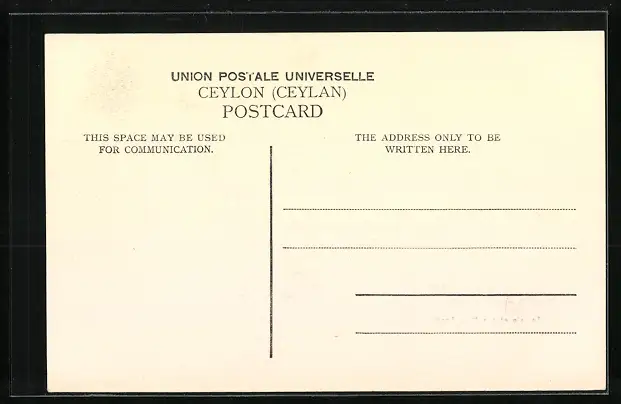 UNION POSTALE UNIVERSELLE
CEYLON (CEYLAN)
POSTCARD
THIS SPACE MAY BE USED
FOR COMMUNICATION.
THE ADDRESS ONLY TO BE
WRITTEN HERE.